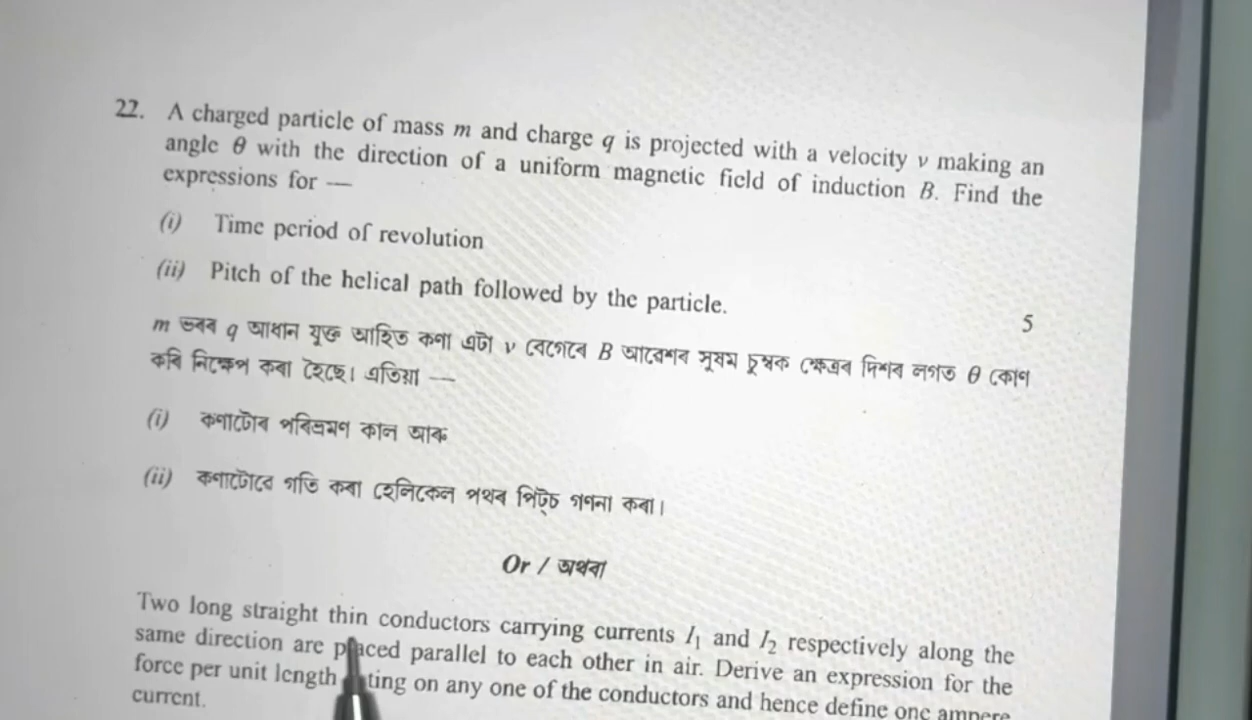 22. A charged particle of mass m and charge q is projected with a velocity v making an
angle θ with the direction of a uniform magnetic field of induction B. Find the
expressions for —
(i) Time period of revolution
(ii) Pitch of the helical path followed by the particle.
5
m ভৰৰ q আধান যুক্ত আহিত কণা এটা v বেগেৰে B আৱেশৰ সুষম চুম্বক ক্ষেত্ৰৰ দিশৰ লগত θ কোণ
কৰি নিক্ষেপ কৰা হৈছে। এতিয়া —
(i) কণাটোৰ পৰিভ্ৰমণ কাল আৰু
(ii) কণাটোৱে গতি কৰা হেলিকেল পথৰ পিট্চ গণনা কৰা।
Or / অথবা
Two long straight thin conductors carrying currents I₁ and I₂ respectively along the
same direction are placed parallel to each other in air. Derive an expression for the
force per unit length ting on any one of the conductors and hence define one ampere
current.